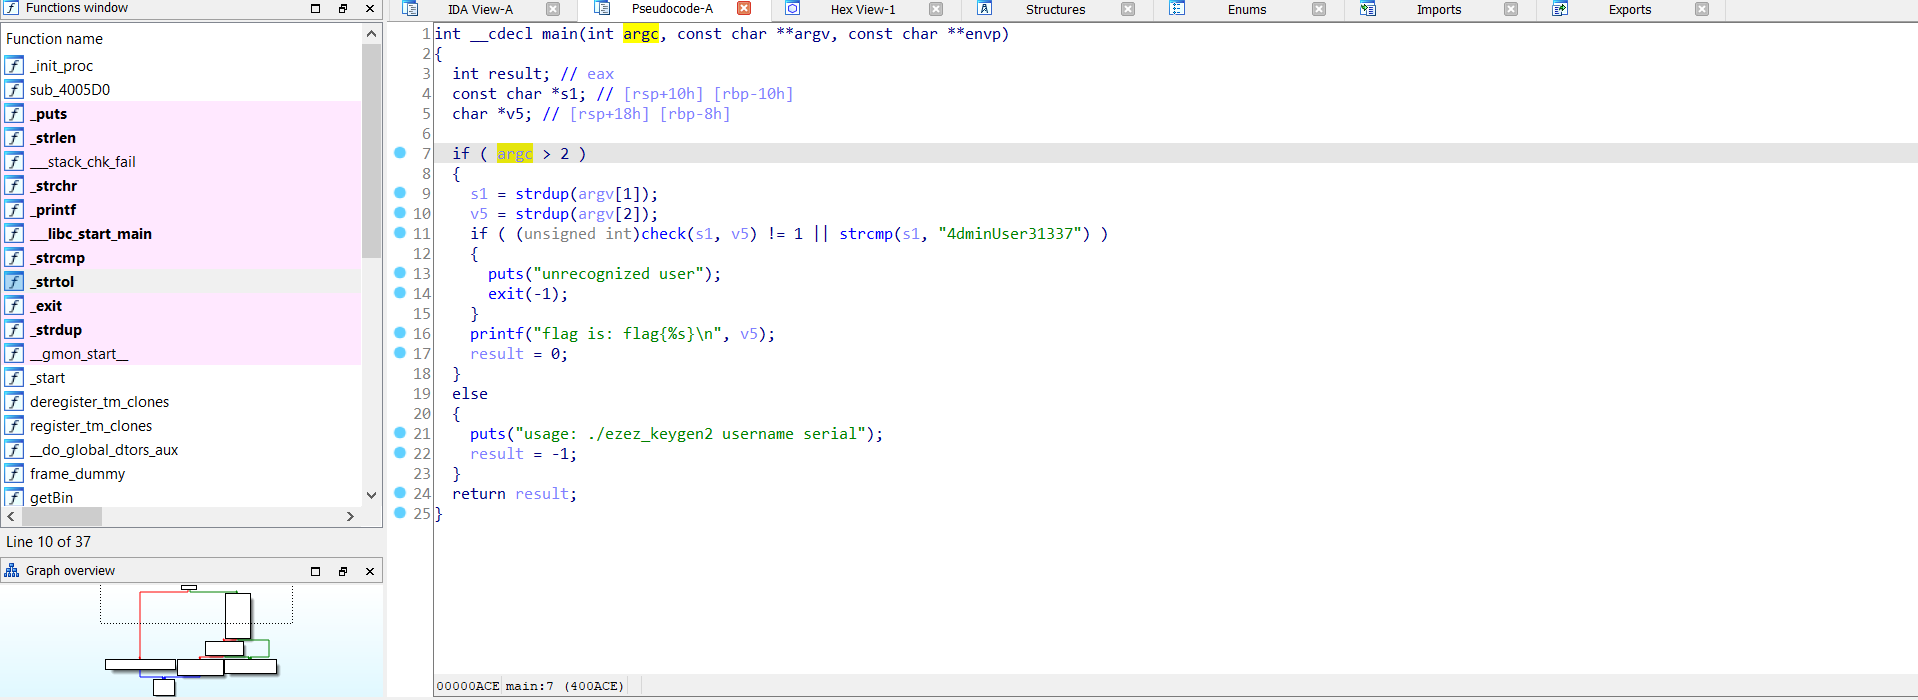 Functions window
Function name
_init_proc
sub_4005D0
_puts
_strlen
___stack_chk_fail
_strchr
_printf
___libc_start_main
_strcmp
_strtol
_exit
_strdup
__gmon_start__
_start
deregister_tm_clones
register_tm_clones
__do_global_dtors_aux
frame_dummy
getBin
Line 10 of 37
Graph overview
IDA View-A
Pseudocode-A
Hex View-1
Structures
Enums
Imports
Exports
1 int __cdecl main(int argc, const char **argv, const char **envp)
2 {
3 int result; // eax
4 const char *s1; // [rsp+10h] [rbp-10h]
5 char *v5; // [rsp+18h] [rbp-8h]
6
7 if ( argc > 2 )
8 {
9 s1 = strdup(argv[1]);
10 v5 = strdup(argv[2]);
11 if ( (unsigned int)check(s1, v5) != 1 || strcmp(s1, "4dminUser31337") )
12 {
13 puts("unrecognized user");
14 exit(-1);
15 }
16 printf("flag is: flag{%s}\n", v5);
17 result = 0;
18 }
19 else
20 {
21 puts("usage: ./ezez_keygen2 username serial");
22 result = -1;
23 }
24 return result;
25 }
00000ACE main:7 (400ACE)